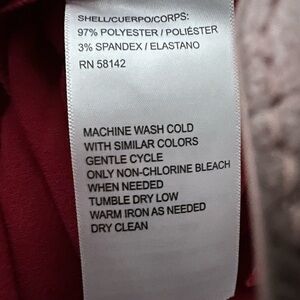 SHELL/CUERPO/CORPS:
97% POLYESTER / POLIÉSTER
3% SPANDEX / ELASTANO
RN 58142
MACHINE WASH COLD
WITH SIMILAR COLORS
GENTLE CYCLE
ONLY NON-CHLORINE BLEACH
WHEN NEEDED
TUMBLE DRY LOW
WARM IRON AS NEEDED
DRY CLEAN